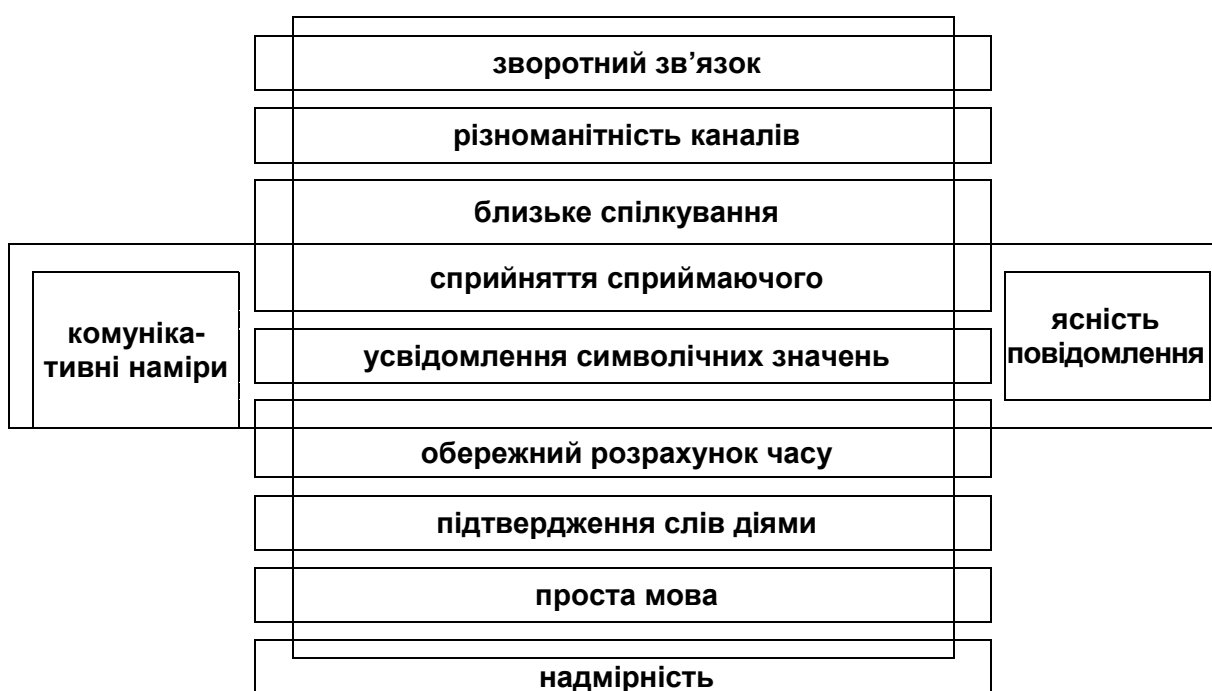 зворотний зв’язок
різноманітність каналів
близьке спілкування
сприйняття сприймаючого
комуніка-
тивні наміри
усвідомлення символічних значень
ясність
повідомлення
обережний розрахунок часу
підтвердження слів діями
проста мова
надмірність